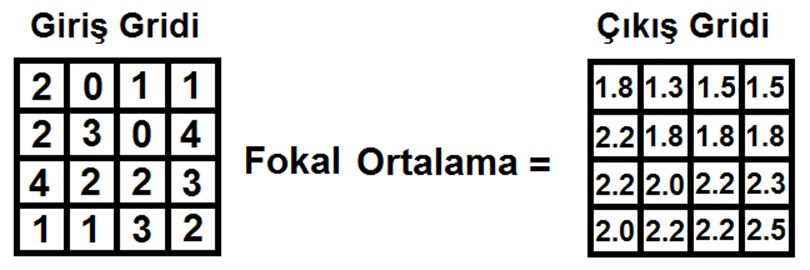 Giriş Gridi
2 0 1 1
2 3 0 4
4 2 2 3
1 1 3 2
Fokal Ortalama =
Çıkış Gridi
1.8 1.3 1.5 1.5
2.2 1.8 1.8 1.8
2.2 2.0 2.2 2.3
2.0 2.2 2.2 2.5